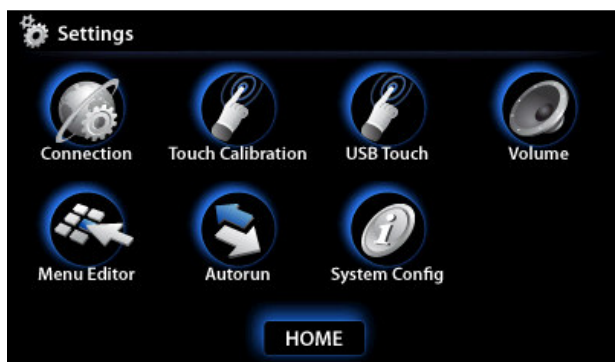 Settings
Connection
Touch Calibration
USB Touch
Volume
Menu Editor
Autorun
System Config
HOME